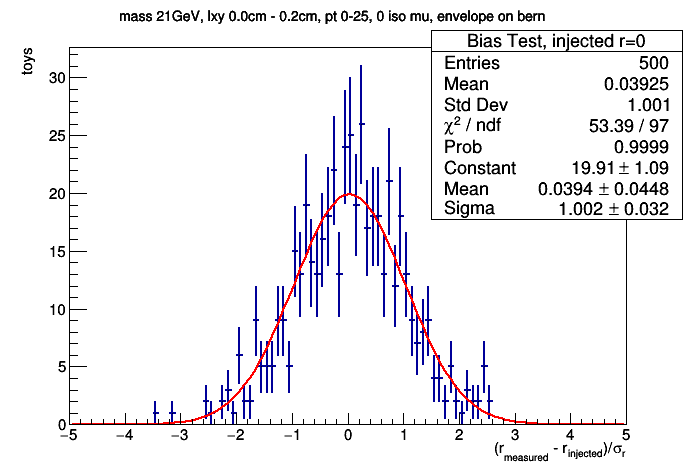 mass 21GeV, lxy 0.0cm - 0.2cm, pt 0-25, 0 iso mu, envelope on bern
Bias Test, injected r=0
Entries 500
Mean 0.03925
Std Dev 1.001
χ² / ndf 53.39 / 97
Prob 0.9999
Constant 19.91 ± 1.09
Mean 0.0394 ± 0.0448
Sigma 1.002 ± 0.032
toys
30
25
20
15
10
5
0
−5 −4 −3 −2 −1 0 1 2 3 4 5
(r_measured - r_injected)/σ_r